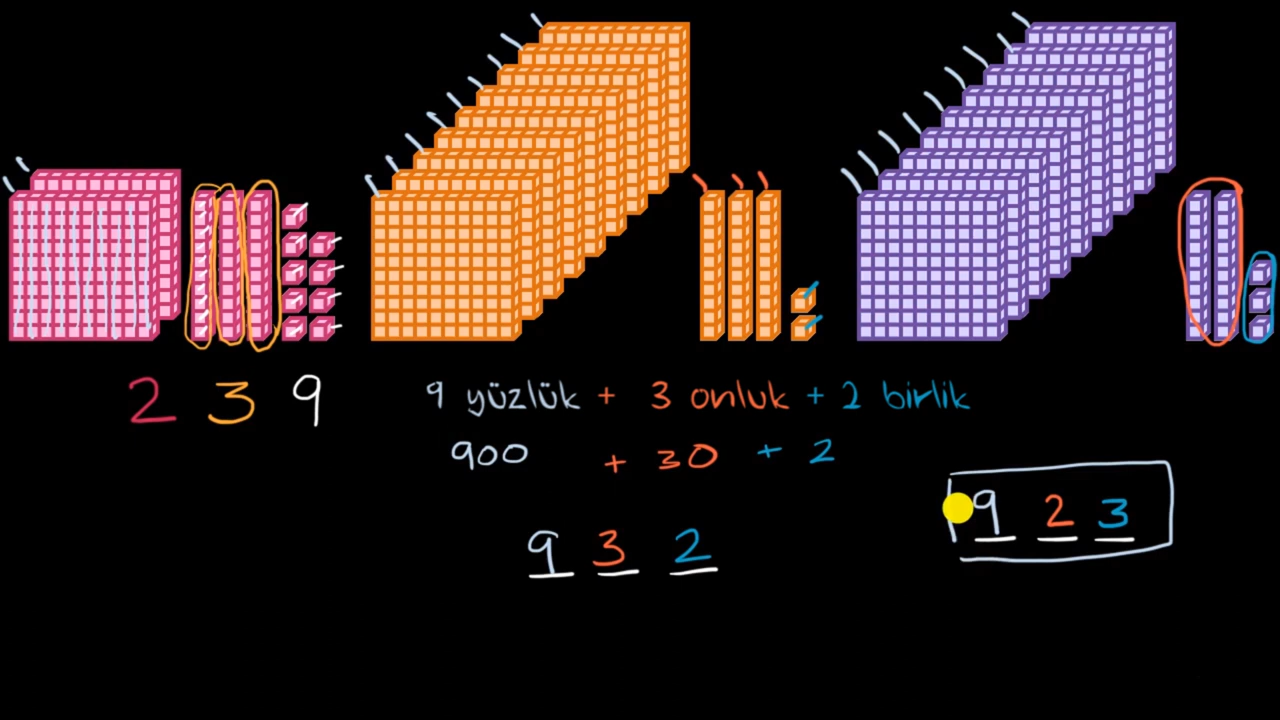 2 3 9
9 yüzlük + 3 onluk + 2 birlik
900 + 30 + 2
9 3 2
9 2 3